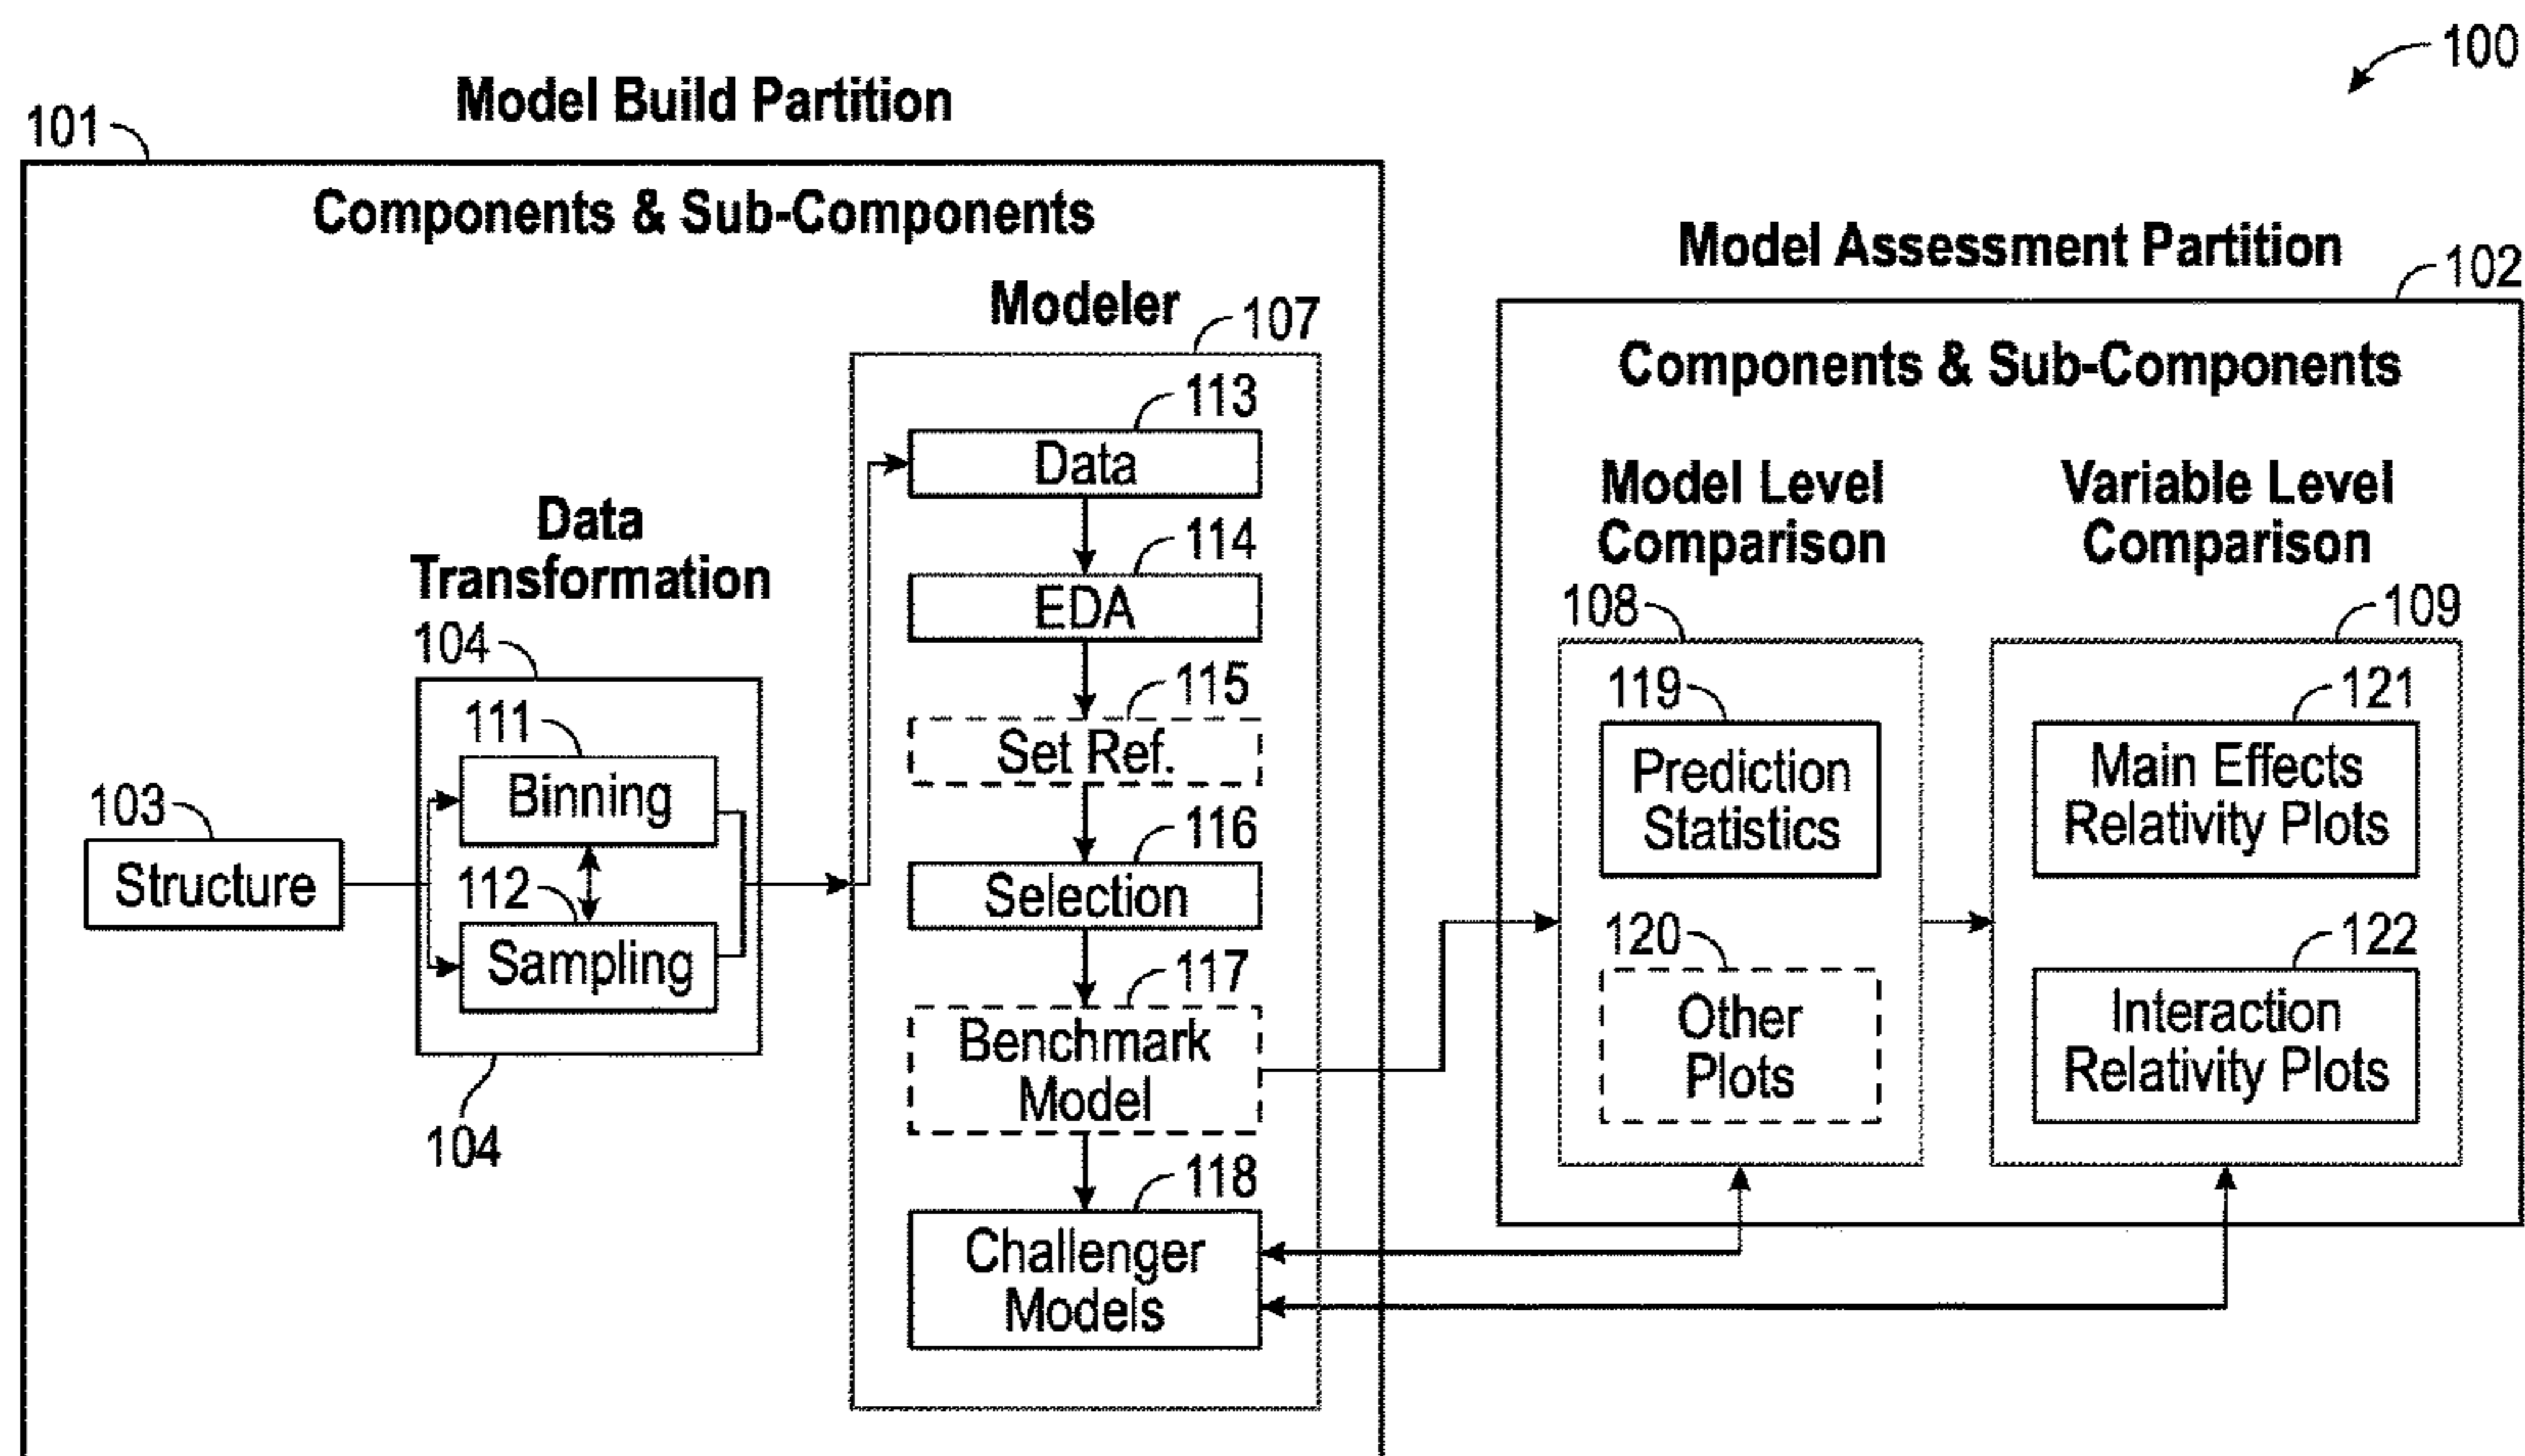 100
Model Build Partition
101
Components & Sub-Components
Modeler
107
113
Data
114
EDA
115
Set Ref.
116
Selection
117
Benchmark
Model
118
Challenger
Models
Data
Transformation
104
111
Binning
112
Sampling
104
103
Structure
Model Assessment Partition
102
Components & Sub-Components
Model Level
Comparison
108
119
Prediction
Statistics
120
Other
Plots
Variable Level
Comparison
109
121
Main Effects
Relativity Plots
122
Interaction
Relativity Plots